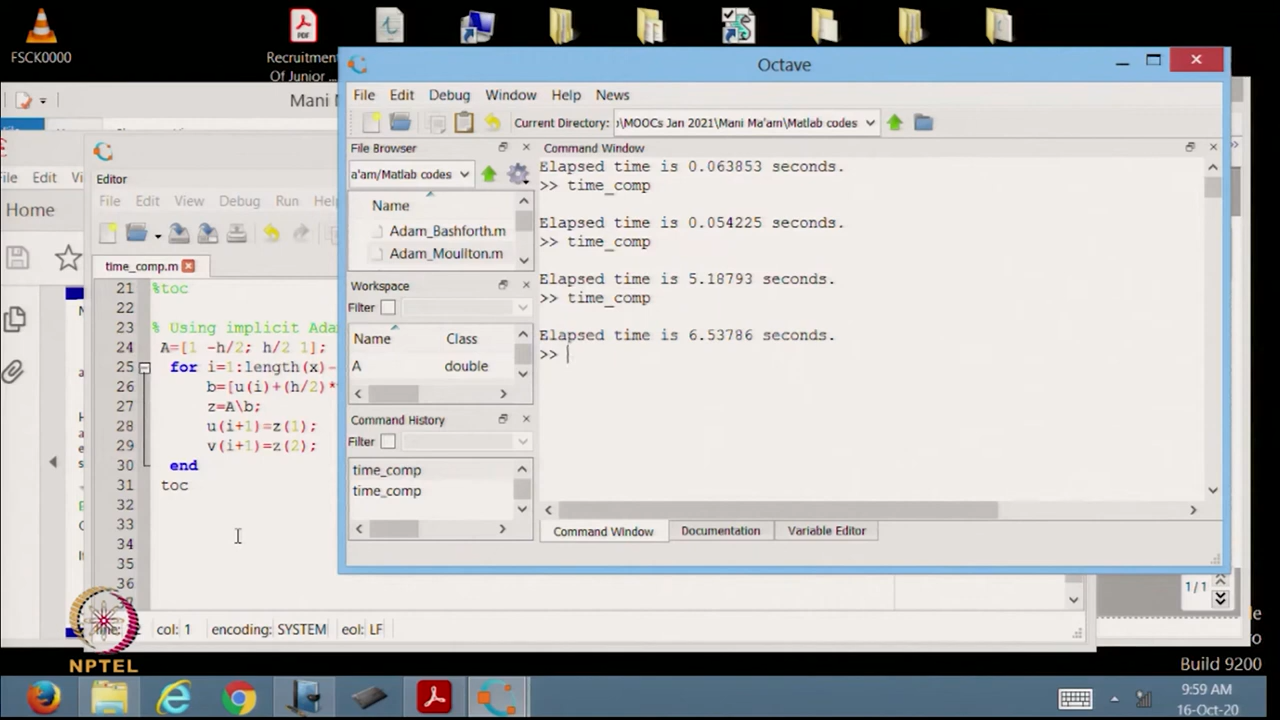 FSCK0000
Recruitment
Of Junior ...
Mani
Octave
File Edit Debug Window Help News
Current Directory: )\MOOCs Jan 2021\Mani Ma'am\Matlab codes
File Browser
a'am/Matlab codes
Name
Adam_Bashforth.m
Adam_Moullton.m
Workspace
Filter
Name Class
A double
Command History
Filter
time_comp
time_comp
Command Window
Elapsed time is 0.063853 seconds.
>> time_comp
Elapsed time is 0.054225 seconds.
>> time_comp
Elapsed time is 5.18793 seconds.
>> time_comp
Elapsed time is 6.53786 seconds.
>>
Command Window Documentation Variable Editor
Editor
File Edit View Debug Run
time_comp.m
21 %toc
22
23 % Using implicit Ada
24 A=[1 -h/2; h/2 1];
25 for i=1:length(x)-
26 b=[u(i)+(h/2)*
27 z=A\b;
28 u(i+1)=z(1);
29 v(i+1)=z(2);
30 end
31 toc
32
33
34
35
36
col: 1 encoding: SYSTEM eol: LF
Edit
Home
1/1
Build 9200
NPTEL
9:59 AM
16-Oct-20